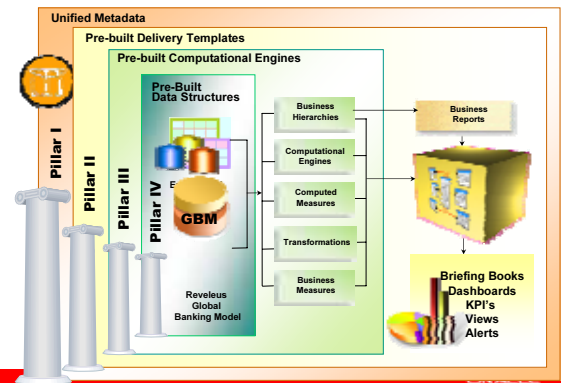 Unified Metadata
Pre-built Delivery Templates
Pre-built Computational Engines
Pre-Built
Data Structures
Pillar I
Pillar II
Pillar III
Pillar IV
GBM
Reveleus
Global
Banking Model
Business
Hierarchies
Computational
Engines
Computed
Measures
Transformations
Business
Measures
Business
Reports
Briefing Books
Dashboards
KPI's
Views
Alerts